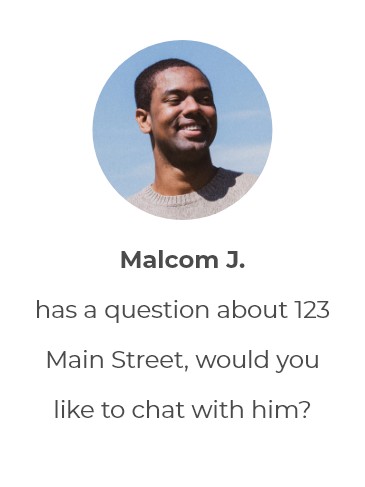 Malcom J.
has a question about 123
Main Street, would you
like to chat with him?